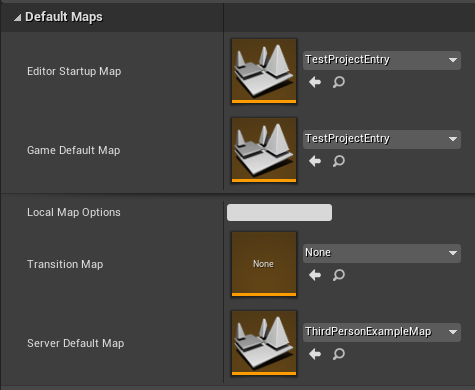 Default Maps
Editor Startup Map
TestProjectEntry
Game Default Map
TestProjectEntry
Local Map Options
Transition Map
None
None
Server Default Map
ThirdPersonExampleMap